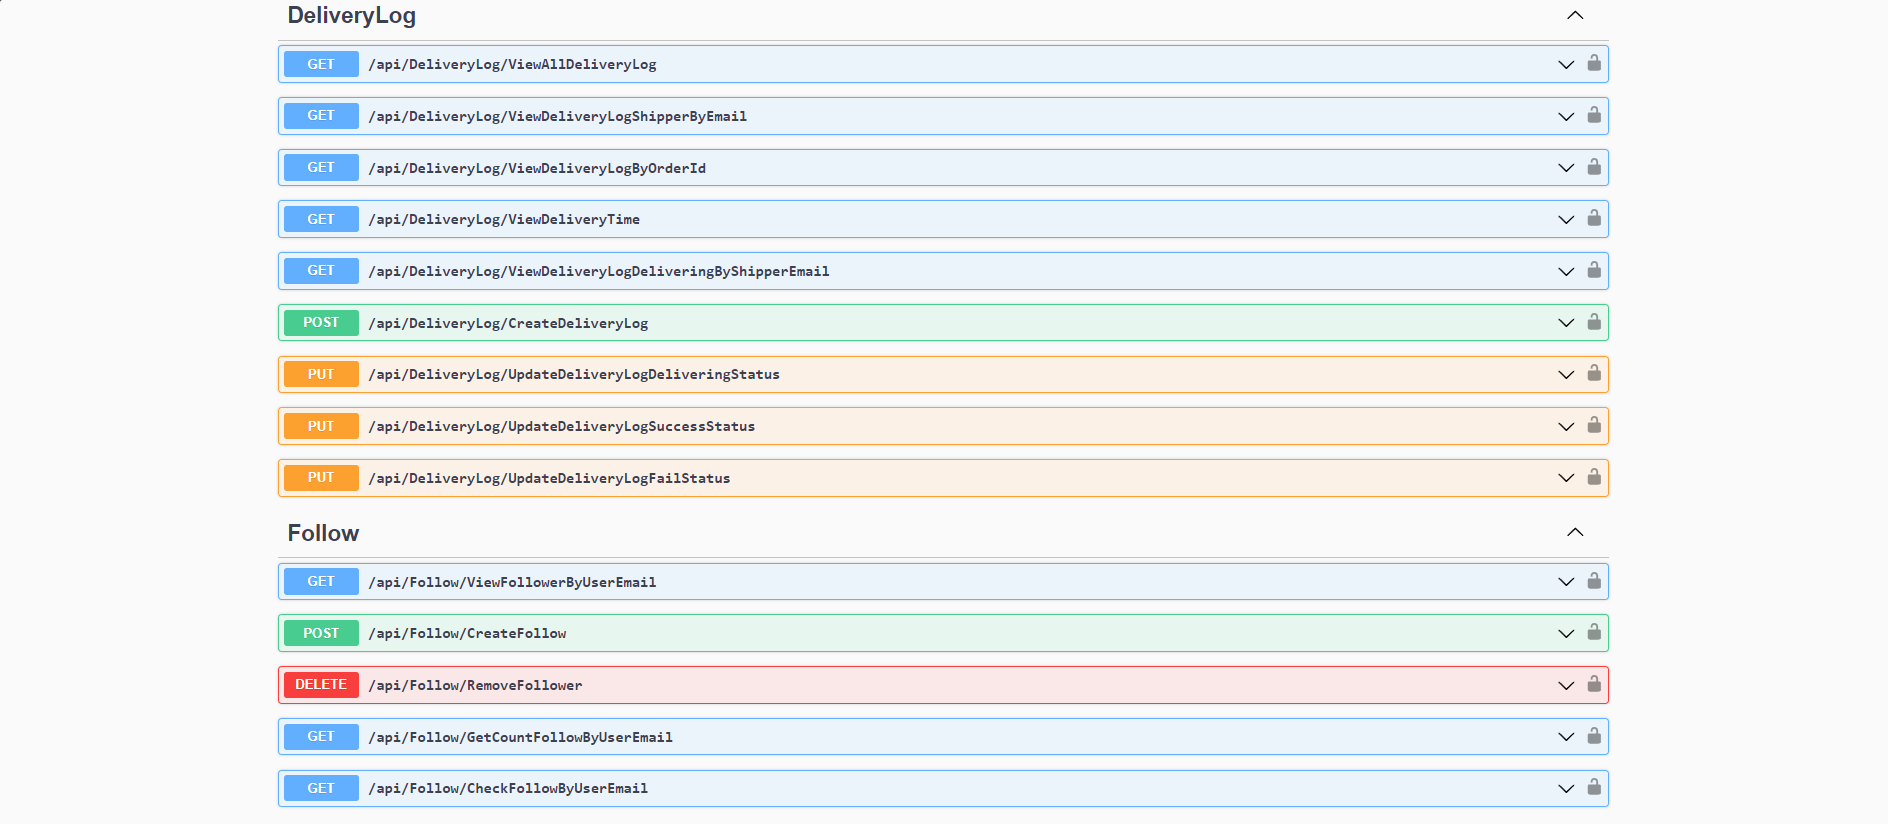 DeliveryLog
GET /api/DeliveryLog/ViewAllDeliveryLog
GET /api/DeliveryLog/ViewDeliveryLogShipperByEmail
GET /api/DeliveryLog/ViewDeliveryLogByOrderId
GET /api/DeliveryLog/ViewDeliveryTime
GET /api/DeliveryLog/ViewDeliveryLogDeliveringByShipperEmail
POST /api/DeliveryLog/CreateDeliveryLog
PUT /api/DeliveryLog/UpdateDeliveryLogDeliveringStatus
PUT /api/DeliveryLog/UpdateDeliveryLogSuccessStatus
PUT /api/DeliveryLog/UpdateDeliveryLogFailStatus
Follow
GET /api/Follow/ViewFollowerByUserEmail
POST /api/Follow/CreateFollow
DELETE /api/Follow/RemoveFollower
GET /api/Follow/GetCountFollowByUserEmail
GET /api/Follow/CheckFollowByUserEmail